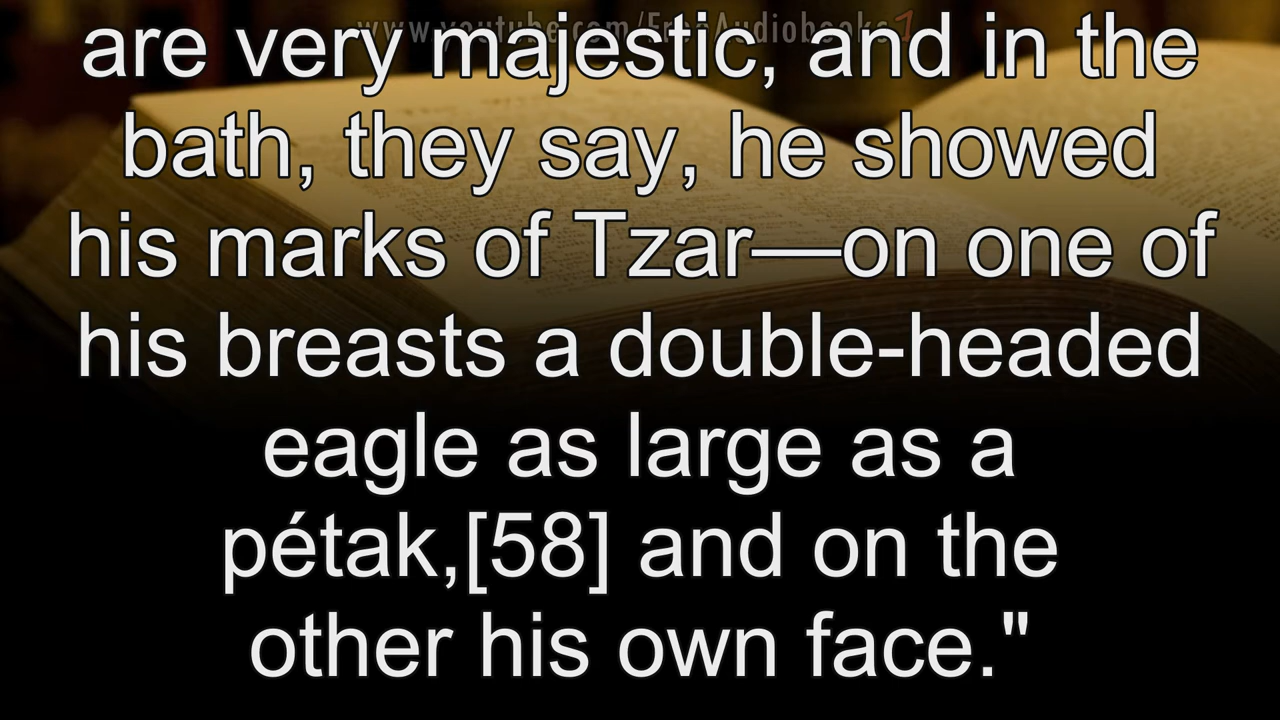 www.youtube.com/FreeAudiobooks1
are very majestic, and in the
bath, they say, he showed
his marks of Tzar—on one of
his breasts a double-headed
eagle as large as a
pétak,[58] and on the
other his own face."